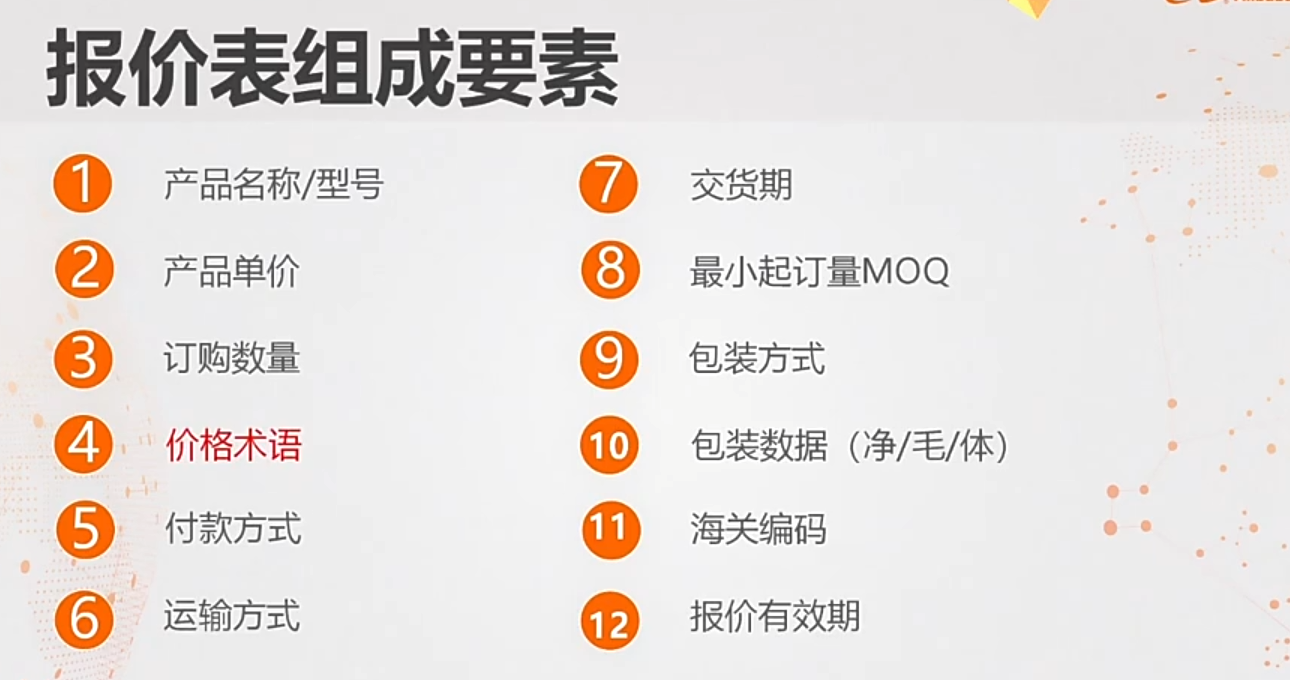 报价表组成要素
1 产品名称/型号
2 产品单价
3 订购数量
4 价格术语
5 付款方式
6 运输方式
7 交货期
8 最小起订量MOQ
9 包装方式
10 包装数据（净/毛/体）
11 海关编码
12 报价有效期